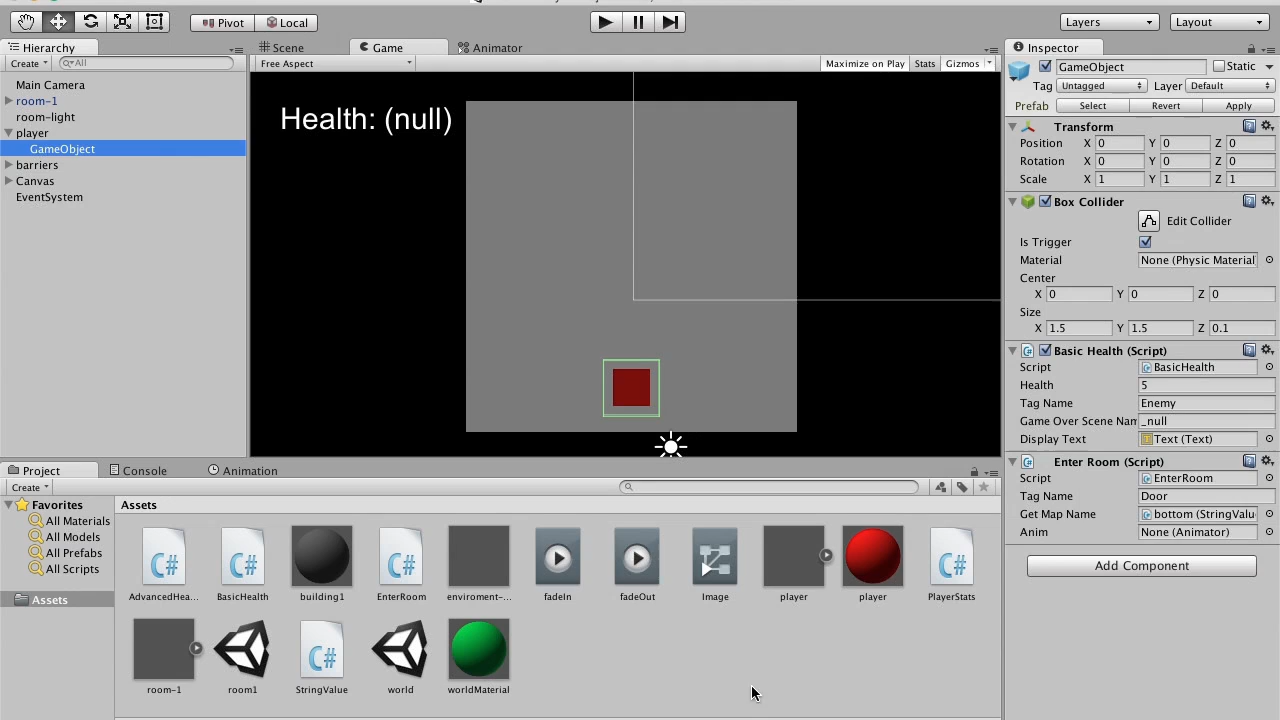 Pivot Local Layers Layout
Hierarchy Scene Game Animator Inspector
Create All Free Aspect Maximize on Play Stats Gizmos GameObject Static
Main Camera Tag Untagged Layer Default
room-1 Prefab Select Revert Apply
room-light Health: (null)
player Transform
GameObject Position X 0 Y 0 Z 0
barriers Rotation X 0 Y 0 Z 0
Canvas Scale X 1 Y 1 Z 1
EventSystem Box Collider
Edit Collider
Is Trigger
Material None (Physic Material)
Center
X 0 Y 0 Z 0
Size
X 1.5 Y 1.5 Z 0.1
Basic Health (Script)
Script BasicHealth
Health 5
Tag Name Enemy
Game Over Scene Nam _null
Display Text Text (Text)
Enter Room (Script)
Script EnterRoom
Tag Name Door
Get Map Name bottom (StringValu
Anim None (Animator)
Add Component
Project Console Animation
Create
Favorites Assets
All Materials
All Models
All Prefabs
All Scripts
Assets
AdvancedHea... BasicHealth building1 EnterRoom enviroment-... fadeIn fadeOut Image player player PlayerStats
room-1 room1 StringValue world worldMaterial